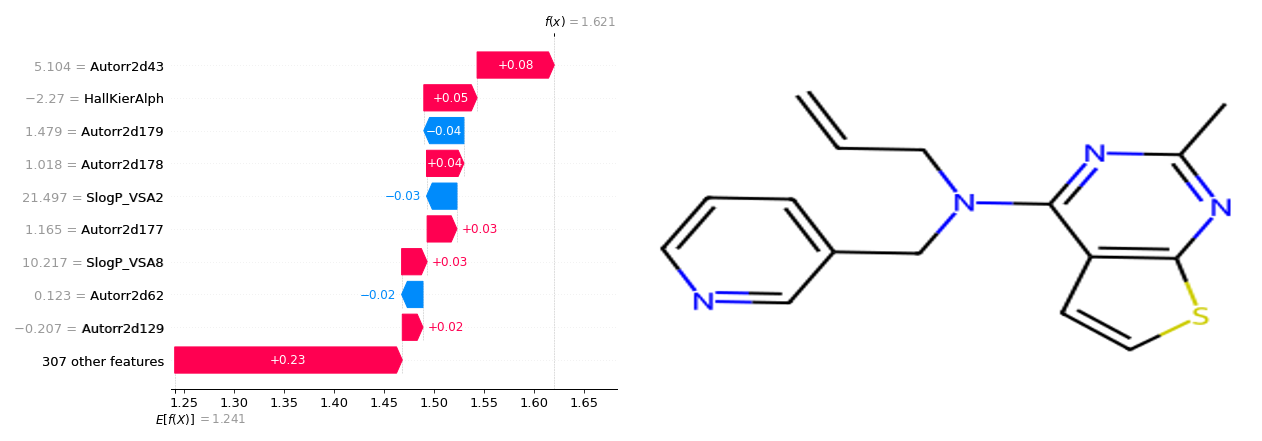 f(x) = 1.621
5.104 = Autorr2d43
+0.08
−2.27 = HallKierAlph
+0.05
1.479 = Autorr2d179
−0.04
1.018 = Autorr2d178
+0.04
21.497 = SlogP_VSA2
−0.03
1.165 = Autorr2d177
+0.03
10.217 = SlogP_VSA8
+0.03
0.123 = Autorr2d62
−0.02
−0.207 = Autorr2d129
+0.02
307 other features
+0.23
1.25 1.30 1.35 1.40 1.45 1.50 1.55 1.60 1.65
E[f(X)] = 1.241
N
N
N
N
S